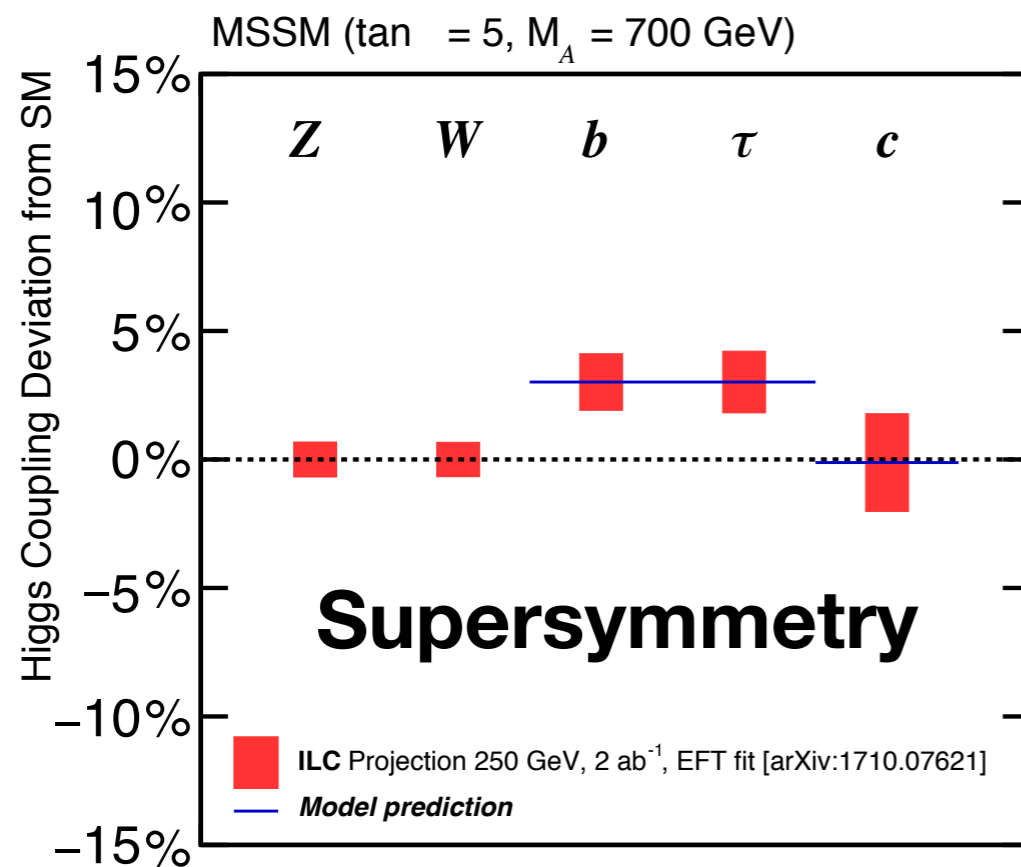 MSSM (tan = 5, M_A = 700 GeV)
Higgs Coupling Deviation from SM
15%
10%
5%
0%
−5%
−10%
−15%
Z W b τ c
Supersymmetry
ILC Projection 250 GeV, 2 ab⁻¹, EFT fit [arXiv:1710.07621]
Model prediction